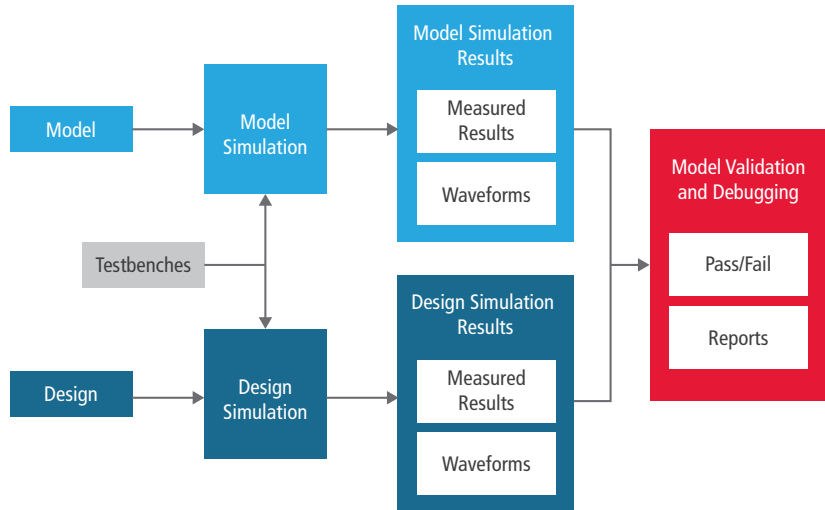 Model
Model
Simulation
Model Simulation
Results
Measured
Results
Waveforms
Testbenches
Design
Design
Simulation
Design Simulation
Results
Measured
Results
Waveforms
Model Validation
and Debugging
Pass/Fail
Reports